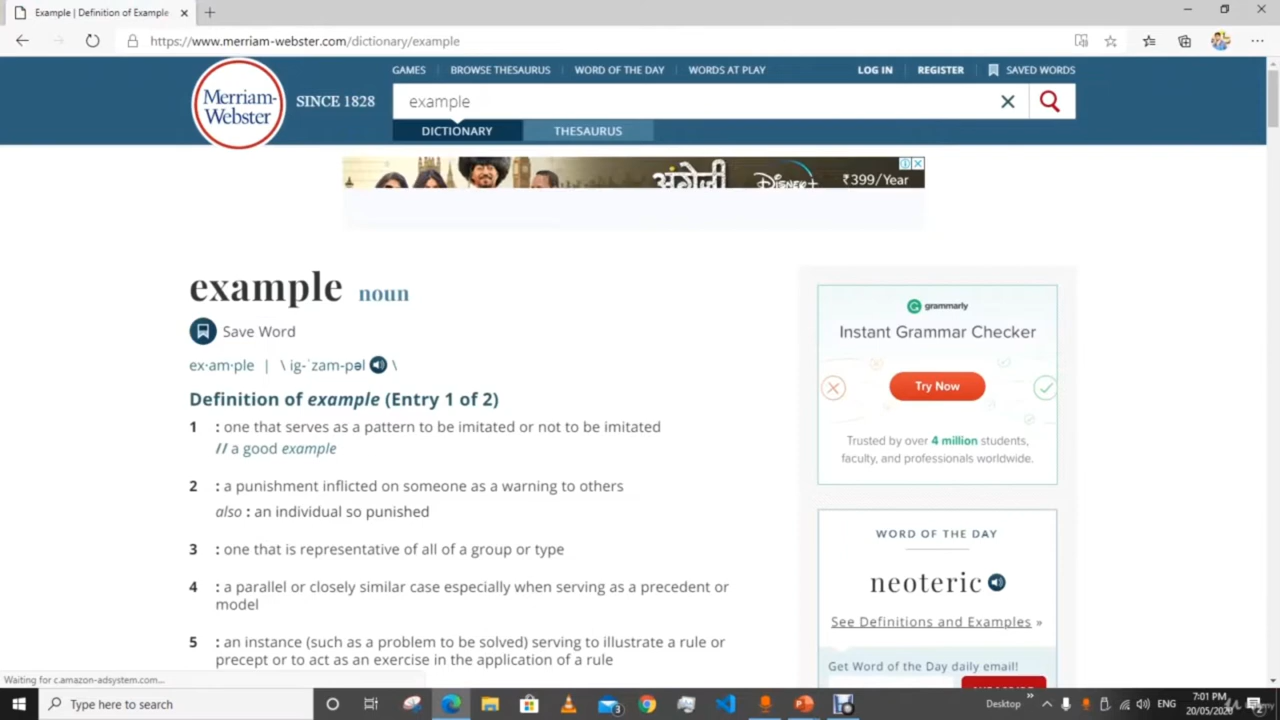 Example | Definition of Example
https://www.merriam-webster.com/dictionary/example
GAMES BROWSE THESAURUS WORD OF THE DAY WORDS AT PLAY LOG IN REGISTER SAVED WORDS
Merriam-
Webster
SINCE 1828
example
DICTIONARY THESAURUS
अंग्रेज़ी Disney+ ₹399/Year
example noun
Save Word
ex·am·ple | \ ig-ˈzam-pəl \
Definition of example (Entry 1 of 2)
1 : one that serves as a pattern to be imitated or not to be imitated
// a good example
2 : a punishment inflicted on someone as a warning to others
also : an individual so punished
3 : one that is representative of all of a group or type
4 : a parallel or closely similar case especially when serving as a precedent or
model
5 : an instance (such as a problem to be solved) serving to illustrate a rule or
precept or to act as an exercise in the application of a rule
grammarly
Instant Grammar Checker
Try Now
Trusted by over 4 million students,
faculty, and professionals worldwide.
WORD OF THE DAY
neoteric
See Definitions and Examples »
Get Word of the Day daily email!
Waiting for c.amazon-adsystem.com...
Type here to search
3
Desktop
ENG
7:01 PM